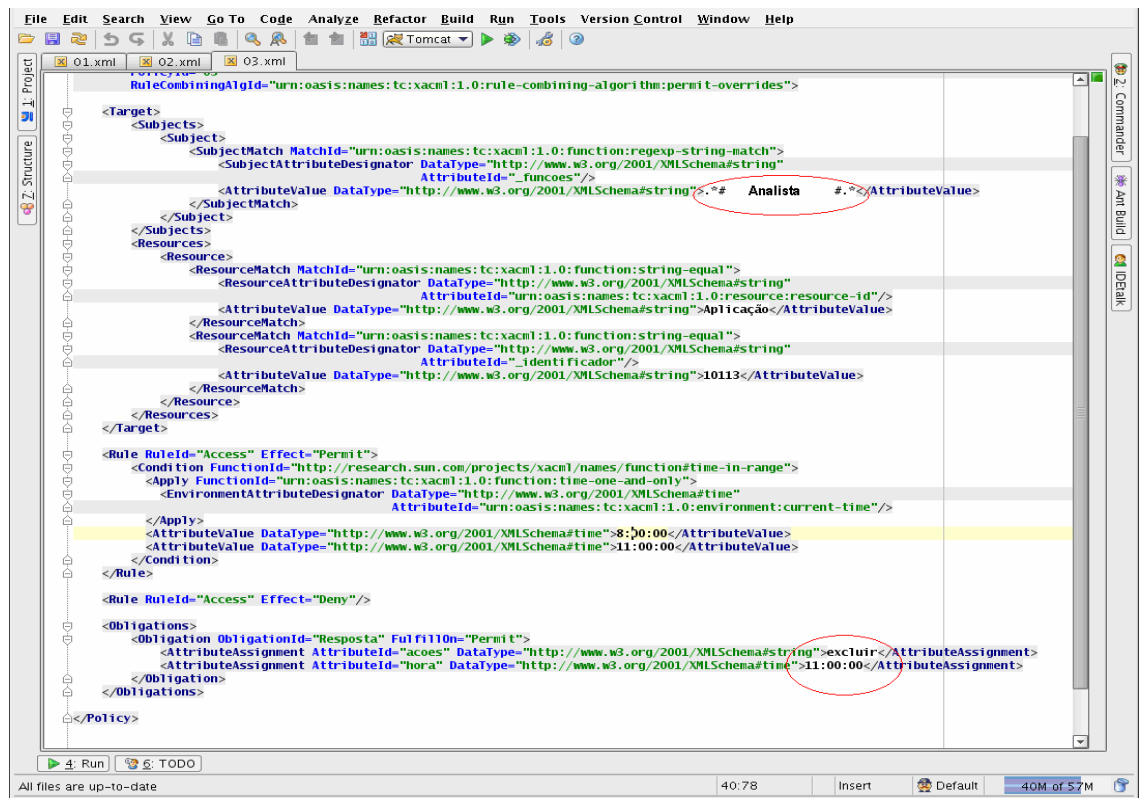 File Edit Search View Go To Code Analyze Refactor Build Run Tools Version Control Window Help
Tomcat
01.xml 02.xml 03.xml
RuleCombiningAlgId="urn:oasis:names:tc:xacml:1.0:rule-combining-algorithm:permit-overrides">
<Target>
<Subjects>
<Subject>
<SubjectMatch MatchId="urn:oasis:names:tc:xacml:1.0:function:regexp-string-match">
<SubjectAttributeDesignator DataType="http://www.w3.org/2001/XMLSchema#string"
AttributeId="_funcoes"/>
<AttributeValue DataType="http://www.w3.org/2001/XMLSchema#string">.*# Analista #.*</AttributeValue>
</SubjectMatch>
</Subject>
</Subjects>
<Resources>
<Resource>
<ResourceMatch MatchId="urn:oasis:names:tc:xacml:1.0:function:string-equal">
<ResourceAttributeDesignator DataType="http://www.w3.org/2001/XMLSchema#string"
AttributeId="urn:oasis:names:tc:xacml:1.0:resource:resource-id"/>
<AttributeValue DataType="http://www.w3.org/2001/XMLSchema#string">Aplicação</AttributeValue>
</ResourceMatch>
<ResourceMatch MatchId="urn:oasis:names:tc:xacml:1.0:function:string-equal">
<ResourceAttributeDesignator DataType="http://www.w3.org/2001/XMLSchema#string"
AttributeId="_identificador"/>
<AttributeValue DataType="http://www.w3.org/2001/XMLSchema#string">10113</AttributeValue>
</ResourceMatch>
</Resource>
</Resources>
</Target>
<Rule RuleId="Access" Effect="Permit">
<Condition FunctionId="http://research.sun.com/projects/xacml/names/function#time-in-range">
<Apply FunctionId="urn:oasis:names:tc:xacml:1.0:function:time-one-and-only">
<EnvironmentAttributeDesignator DataType="http://www.w3.org/2001/XMLSchema#time"
AttributeId="urn:oasis:names:tc:xacml:1.0:environment:current-time"/>
</Apply>
<AttributeValue DataType="http://www.w3.org/2001/XMLSchema#time">8:00:00</AttributeValue>
<AttributeValue DataType="http://www.w3.org/2001/XMLSchema#time">11:00:00</AttributeValue>
</Condition>
</Rule>
<Rule RuleId="Access" Effect="Deny"/>
<Obligations>
<Obligation ObligationId="Resposta" FulfillOn="Permit">
<AttributeAssignment AttributeId="acoes" DataType="http://www.w3.org/2001/XMLSchema#string">excluir</AttributeAssignment>
<AttributeAssignment AttributeId="hora" DataType="http://www.w3.org/2001/XMLSchema#time">11:00:00</AttributeAssignment>
</Obligation>
</Obligations>
</Policy>
1: Project
7: Structure
2: Commander
Ant Build
IDEtalk
4: Run 6: TODO
All files are up-to-date 40:78 Insert Default 40M of 57M